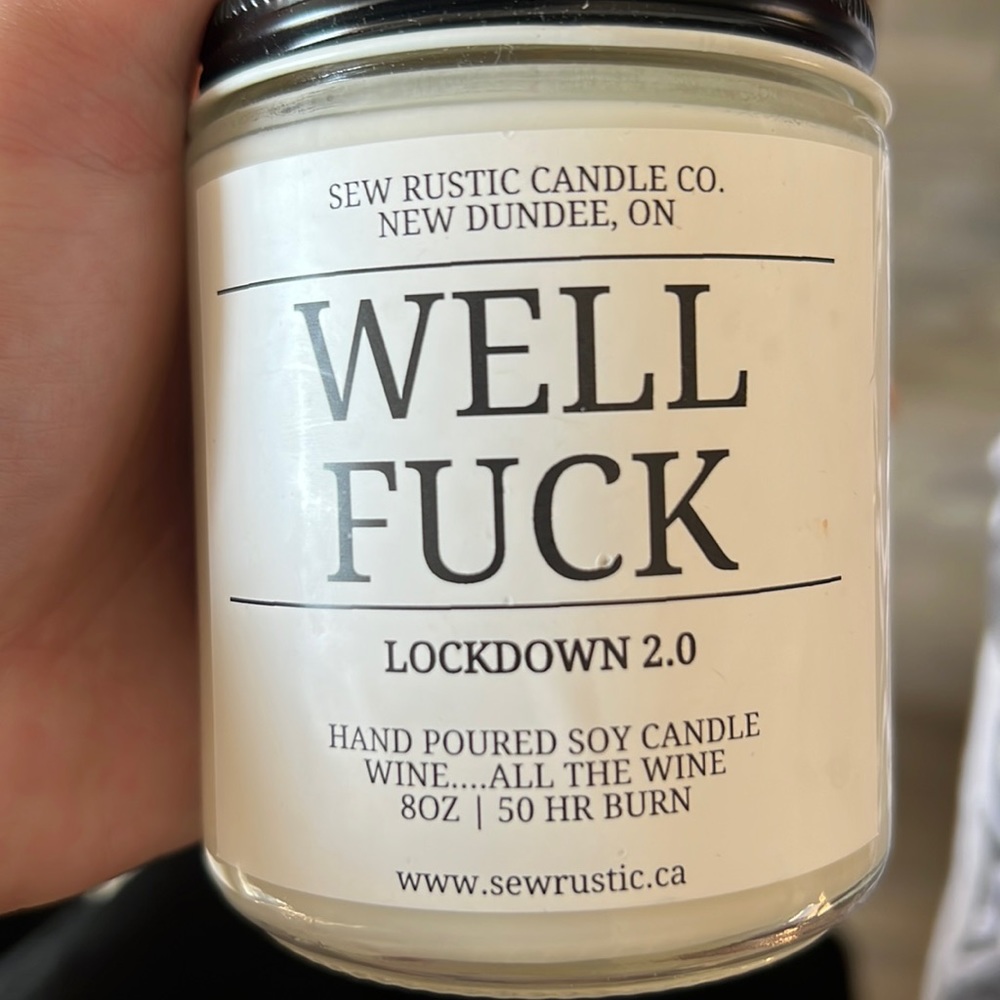 SEW RUSTIC CANDLE CO.
NEW DUNDEE, ON
WELL
FUCK
LOCKDOWN 2.0
HAND POURED SOY CANDLE
WINE....ALL THE WINE
8OZ | 50 HR BURN
www.sewrustic.ca